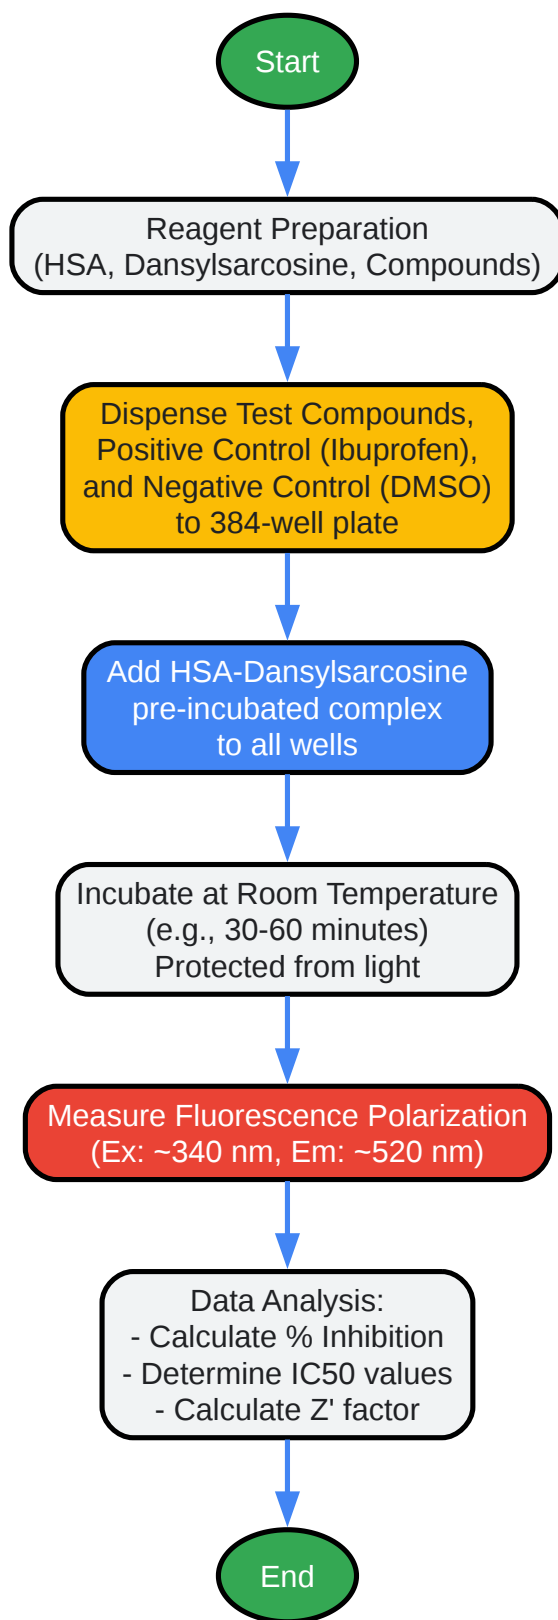 Start
Reagent Preparation
(HSA, Dansylsarcosine, Compounds)
Dispense Test Compounds,
Positive Control (Ibuprofen),
and Negative Control (DMSO)
to 384-well plate
Add HSA-Dansylsarcosine
pre-incubated complex
to all wells
Incubate at Room Temperature
(e.g., 30-60 minutes)
Protected from light
Measure Fluorescence Polarization
(Ex: ~340 nm, Em: ~520 nm)
Data Analysis:
- Calculate % Inhibition
- Determine IC50 values
- Calculate Z' factor
End